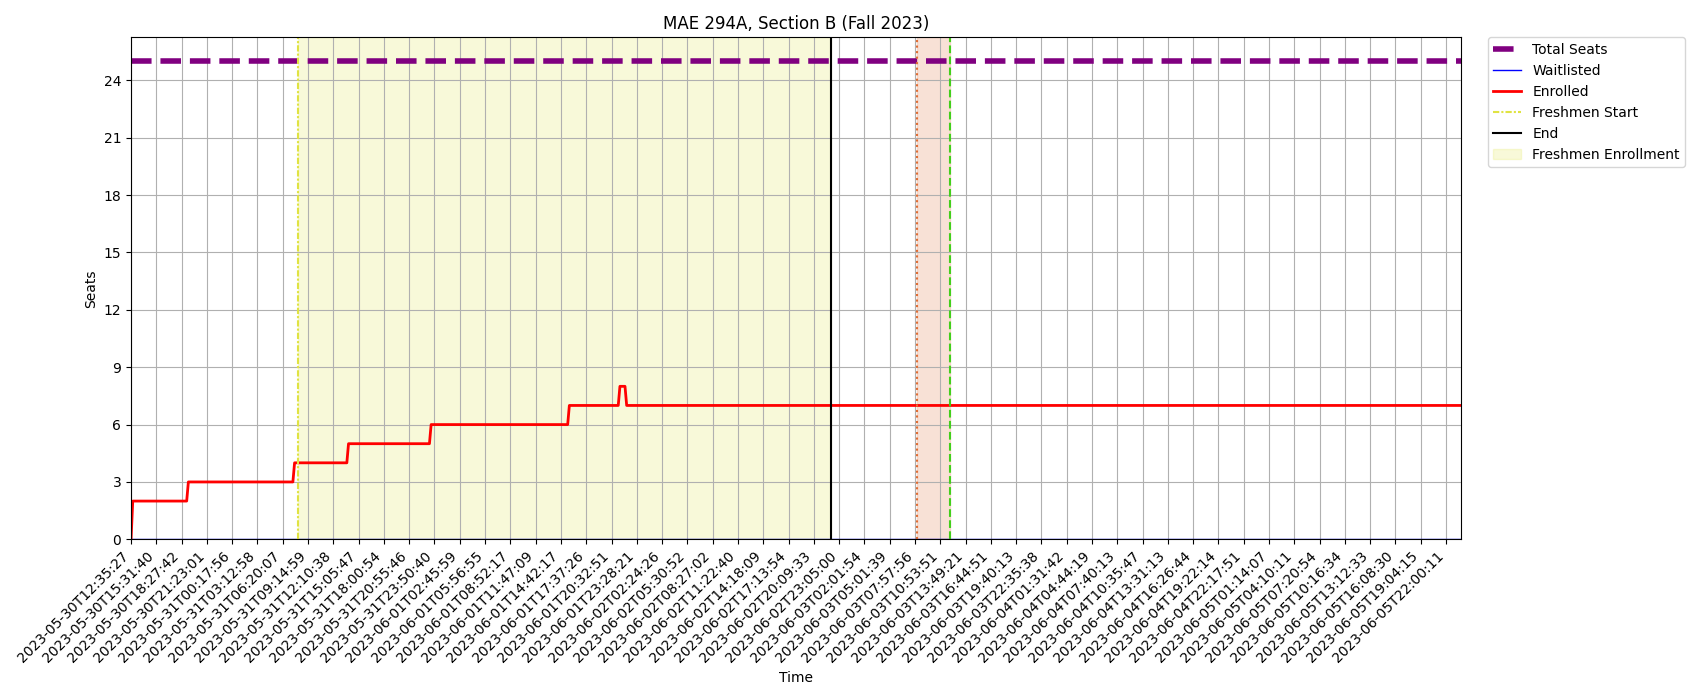 MAE 294A, Section B (Fall 2023)
Total Seats
Waitlisted
Enrolled
Freshmen Start
End
Freshmen Enrollment
Seats
24
21
18
15
12
9
6
3
0
2023-05-30T12:35:27
2023-05-30T15:31:40
2023-05-30T18:27:42
2023-05-30T21:23:01
2023-05-31T00:17:56
2023-05-31T03:12:58
2023-05-31T06:20:07
2023-05-31T09:14:59
2023-05-31T12:10:38
2023-05-31T15:05:47
2023-05-31T18:00:54
2023-05-31T20:55:46
2023-05-31T23:50:40
2023-06-01T02:45:59
2023-06-01T05:56:55
2023-06-01T08:52:17
2023-06-01T11:47:09
2023-06-01T14:42:17
2023-06-01T17:37:26
2023-06-01T20:32:51
2023-06-01T23:28:21
2023-06-02T02:24:26
2023-06-02T05:30:52
2023-06-02T08:27:02
2023-06-02T11:22:40
2023-06-02T14:18:09
2023-06-02T17:13:54
2023-06-02T20:09:33
2023-06-02T23:05:00
2023-06-03T02:01:54
2023-06-03T05:01:39
2023-06-03T07:57:56
2023-06-03T10:53:51
2023-06-03T13:49:21
2023-06-03T16:44:51
2023-06-03T19:40:13
2023-06-03T22:35:38
2023-06-04T01:31:42
2023-06-04T04:44:19
2023-06-04T07:40:13
2023-06-04T10:35:47
2023-06-04T13:31:13
2023-06-04T16:26:44
2023-06-04T19:22:14
2023-06-04T22:17:51
2023-06-05T01:14:07
2023-06-05T04:10:11
2023-06-05T07:20:54
2023-06-05T10:16:34
2023-06-05T13:12:33
2023-06-05T16:08:30
2023-06-05T19:04:15
2023-06-05T22:00:11
Time